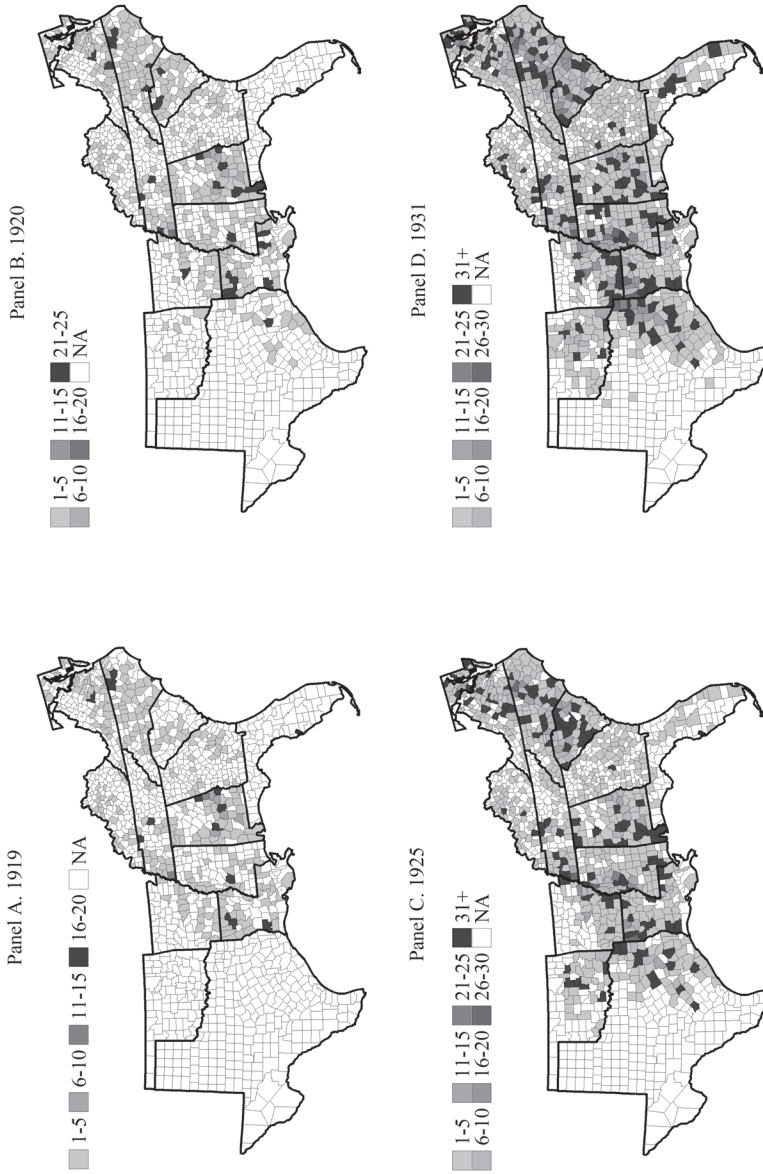 Panel A. 1919
1-5 6-10 11-15 16-20 NA
Panel B. 1920
1-5 11-15 21-25
6-10 16-20 NA
Panel C. 1925
1-5 11-15 21-25 31+
6-10 16-20 26-30 NA
Panel D. 1931
1-5 11-15 21-25 31+
6-10 16-20 26-30 NA